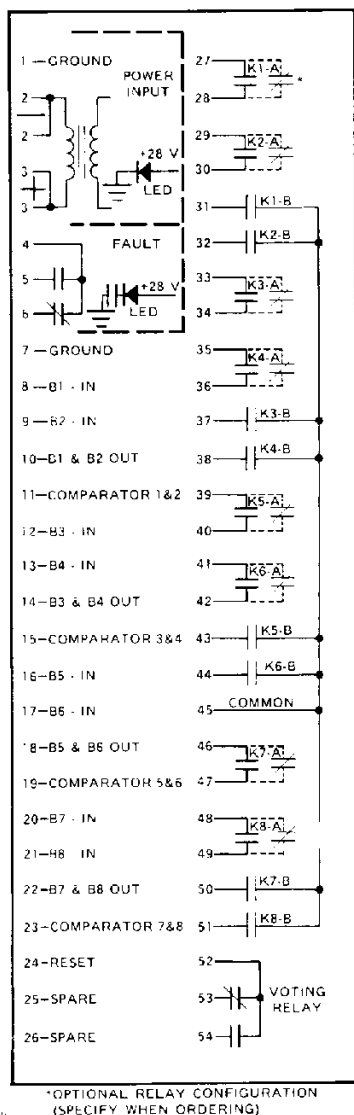 1 - GROUND
POWER INPUT
2
2
3
3
+28 V
LED
4
FAULT
5
6
+28 V
LED
7 - GROUND
8 - B1 - IN
9 - B2 - IN
10 - B1 & B2 OUT
11 - COMPARATOR 1&2
12 - B3 - IN
13 - B4 - IN
14 - B3 & B4 OUT
15 - COMPARATOR 3&4
16 - B5 - IN
17 - B6 - IN
18 - B5 & B6 OUT
19 - COMPARATOR 5&6
20 - B7 - IN
21 - B8 IN
22 - B7 & B8 OUT
23 - COMPARATOR 7&8
24 - RESET
25 - SPARE
26 - SPARE
27
K1-A
*
28
29
K2-A
30
31 K1-B
32 K2-B
33
K3-A
34
35
K4-A
36
37 K3-B
38 K4-B
39
K5-A
40
41
K6-A
42
43 K5-B
44 K6-B
45 COMMON
46
K7-A
47
48
K8-A
49
50 K7-B
51 K8-B
52
53 VOTING RELAY
54
*OPTIONAL RELAY CONFIGURATION
(SPECIFY WHEN ORDERING)